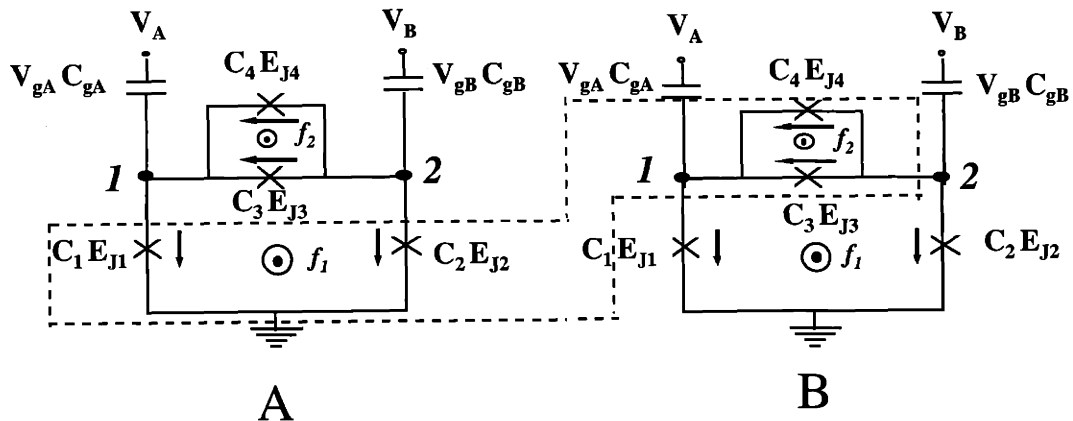 V_A
V_B
V_gA C_gA
C_4 E_J4
V_gB C_gB
f_2
1
2
C_3 E_J3
C_1 E_J1
f_1
C_2 E_J2
A
V_A
V_B
V_gA C_gA
C_4 E_J4
V_gB C_gB
f_2
1
2
C_3 E_J3
C_1 E_J1
f_1
C_2 E_J2
B